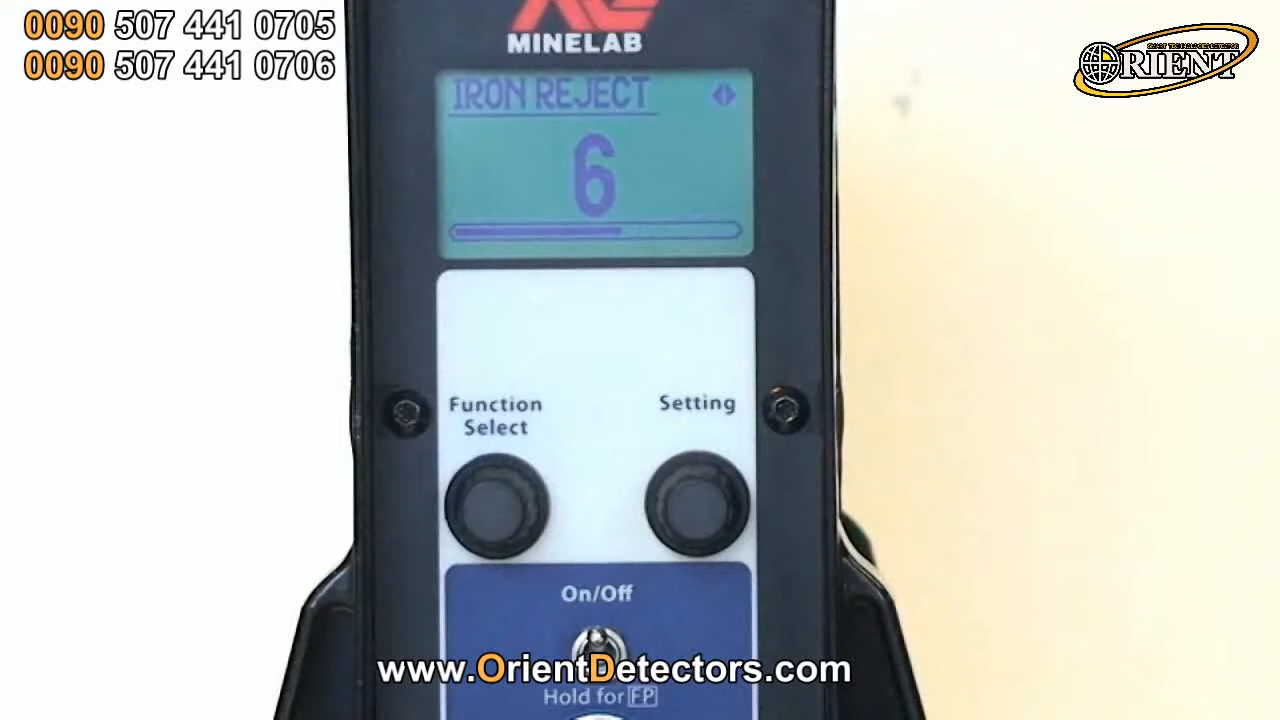 0090 507 441 0705
0090 507 441 0706
ORIENT
MINELAB
IRON REJECT
6
Function
Select
Setting
On/Off
www.OrientDetectors.com
Hold for FP